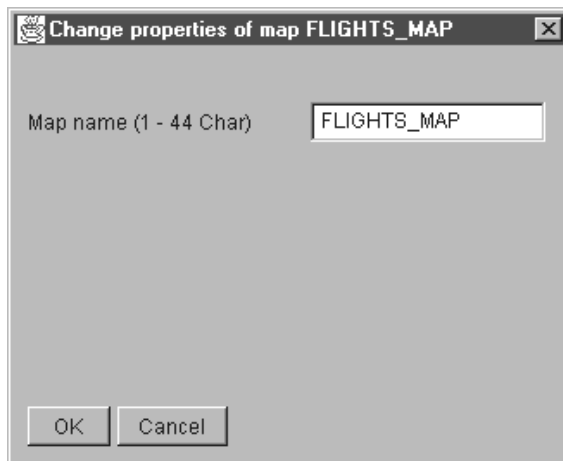 Change properties of map FLIGHTS_MAP
Map name (1 - 44 Char) FLIGHTS_MAP
OK Cancel